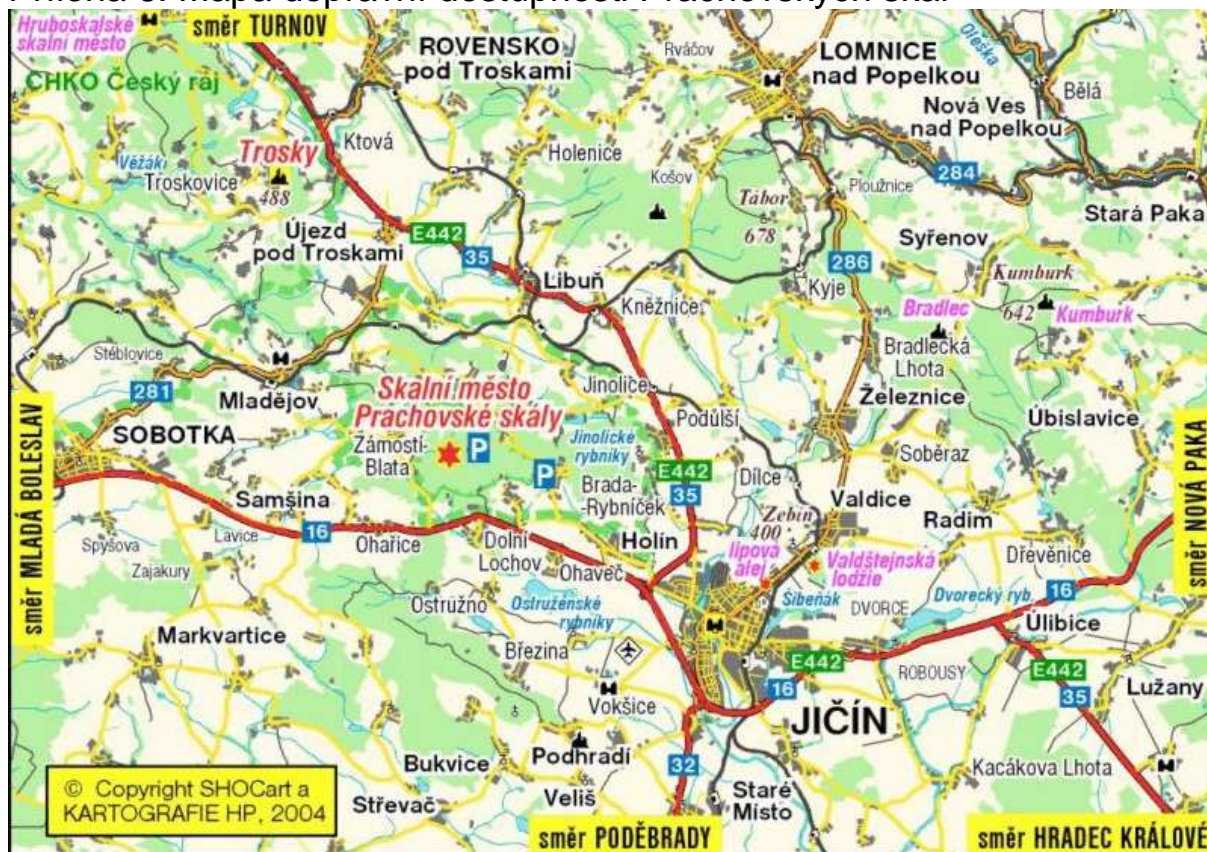 Hruboskalské
skalní město
směr TURNOV
CHKO Český ráj
ROVENSKO
pod Troskami
Rváčov
LOMNICE
nad Popelkou
Oleška
Bělá
Nová Ves
nad Popelkou
Ktová
Trosky
Věžák
Troskovice
488
Holenice
Košov
Tábor
678
Ploužnice
284
Stará Paka
Újezd
pod Troskami
E442
35
Libuň
Kněžnice
Kyje
286
Syřenov
Kumburk
642
Kumburk
Bradlec
Bradlecká
Lhota
Stéblovice
281
Mladějov
Skalní město
Prachovské skály
Jinolice
Podůlší
Železnice
Úbislavice
směr MLADÁ BOLESLAV
SOBOTKA
Zámostí-
Blata
P
P
Jinolické
rybníky
Brada-
-Rybníček
E442
35
Dílce
Soběraz
směr NOVÁ PAKA
Samšina
16
Lavice
Ohařice
Dolní
Lochov
Holín
Ohaveč
Zebín
400
Valdice
Radim
lipová
alej
Valdštejnská
lodžie
Dřevěnice
Spyšova
Zajakury
Ostružno
Ostruženské
rybníky
Šibeňák
DVORCE
Dvorecký ryb.
16
Úlibice
Markvartice
Březina
Vokšice
E442
16
ROBOUSY
E442
35
Lužany
JIČÍN
Bukvice
Podhradí
32
Kacákova Lhota
© Copyright SHOCart a
KARTOGRAFIE HP, 2004
Střevač
Veliš
Staré
Místo
směr PODĚBRADY
směr HRADEC KRÁLOVÉ